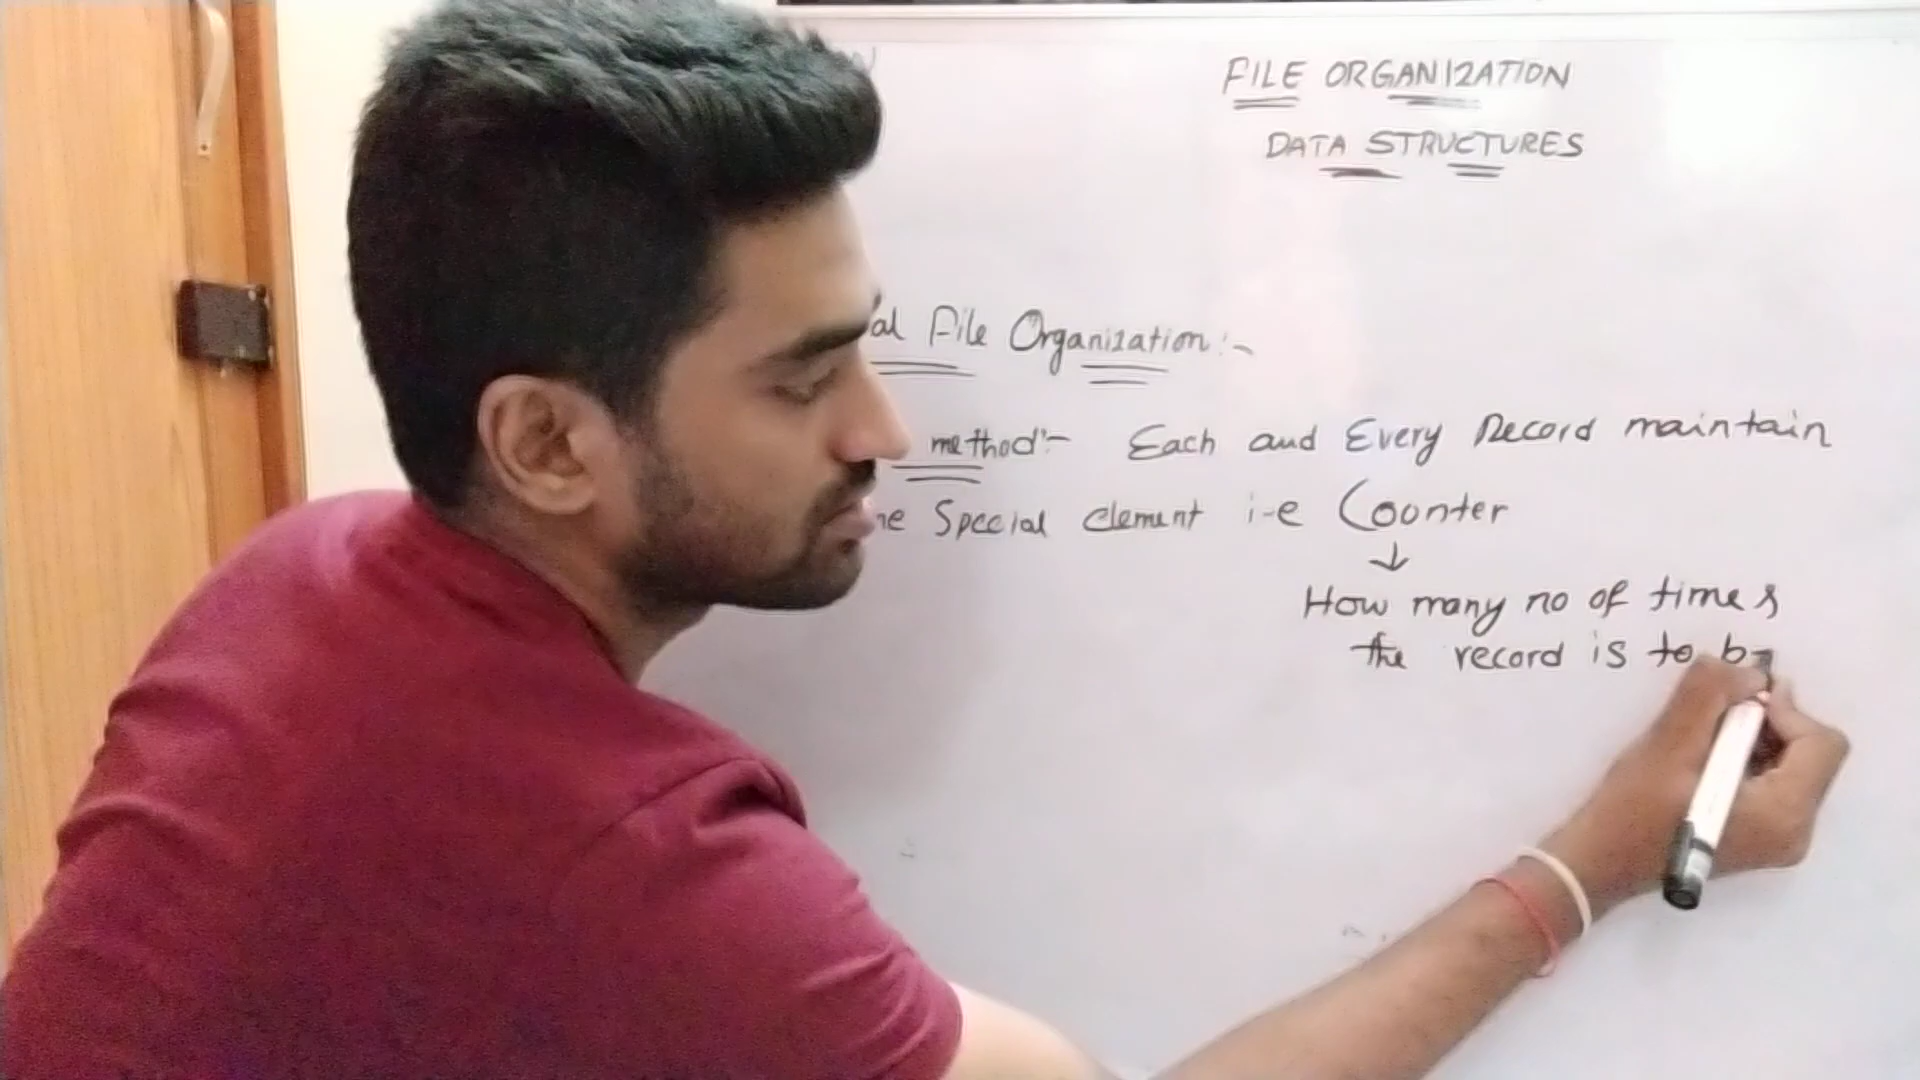 FILE ORGANIZATION
DATA STRUCTURES
al File Organization:-
method:- Each and Every Record maintain
Special element i-e Counter
↓
How many no of times
the record is to b